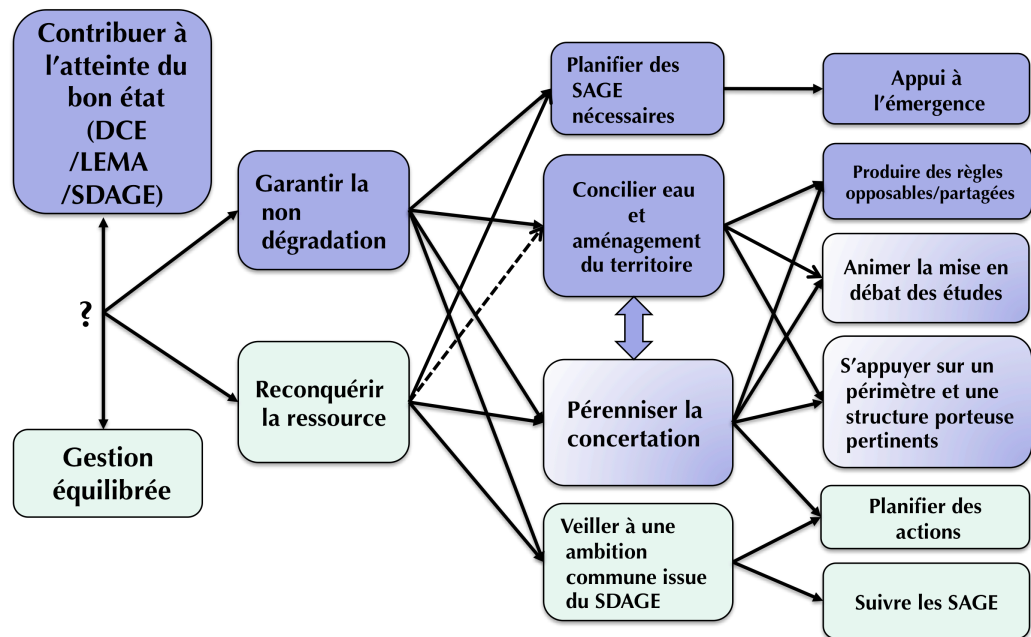 Contribuer à
l'atteinte du
bon état
(DCE
/LEMA
/SDAGE)
?
Gestion
équilibrée
Garantir la
non
dégradation
Reconquérir
la ressource
Planifier des
SAGE
nécessaires
Concilier eau
et
aménagement
du territoire
Pérenniser la
concertation
Veiller à une
ambition
commune issue
du SDAGE
Appui à
l'émergence
Produire des règles
opposables/partagées
Animer la mise en
débat des études
S'appuyer sur un
périmètre et une
structure porteuse
pertinents
Planifier des
actions
Suivre les SAGE